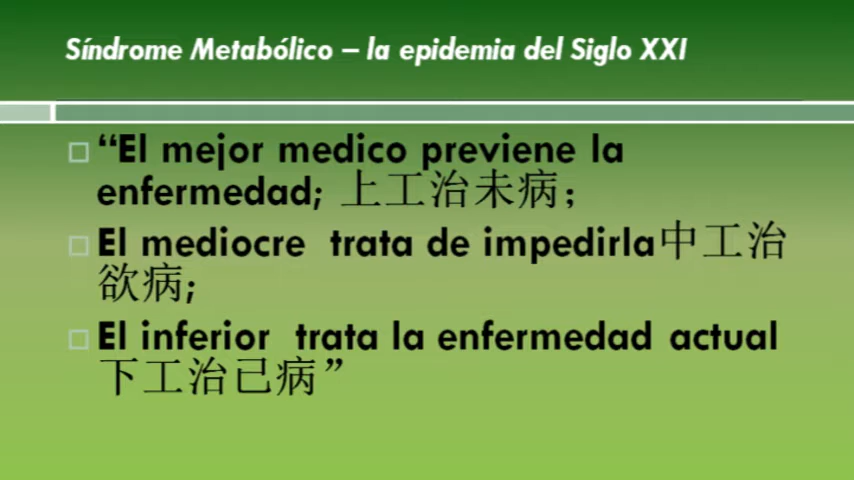 Síndrome Metabólico – la epidemia del Siglo XXI
“El mejor medico previene la
enfermedad; 上工治未病；
El mediocre trata de impedirla中工治
欲病;
El inferior trata la enfermedad actual
下工治已病”